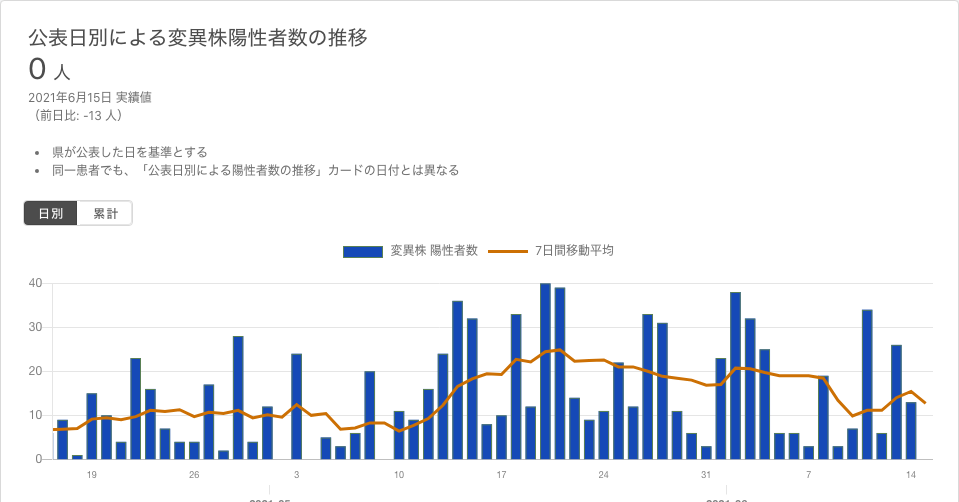 公表日別による変異株陽性者数の推移
0 人
2021年6月15日 実績値
（前日比: -13 人）
• 県が公表した日を基準とする
• 同一患者でも、「公表日別による陽性者数の推移」カードの日付とは異なる
日別 累計
変異株 陽性者数 7日間移動平均
40
30
20
10
0
19 26 3 10 17 24 31 7 14